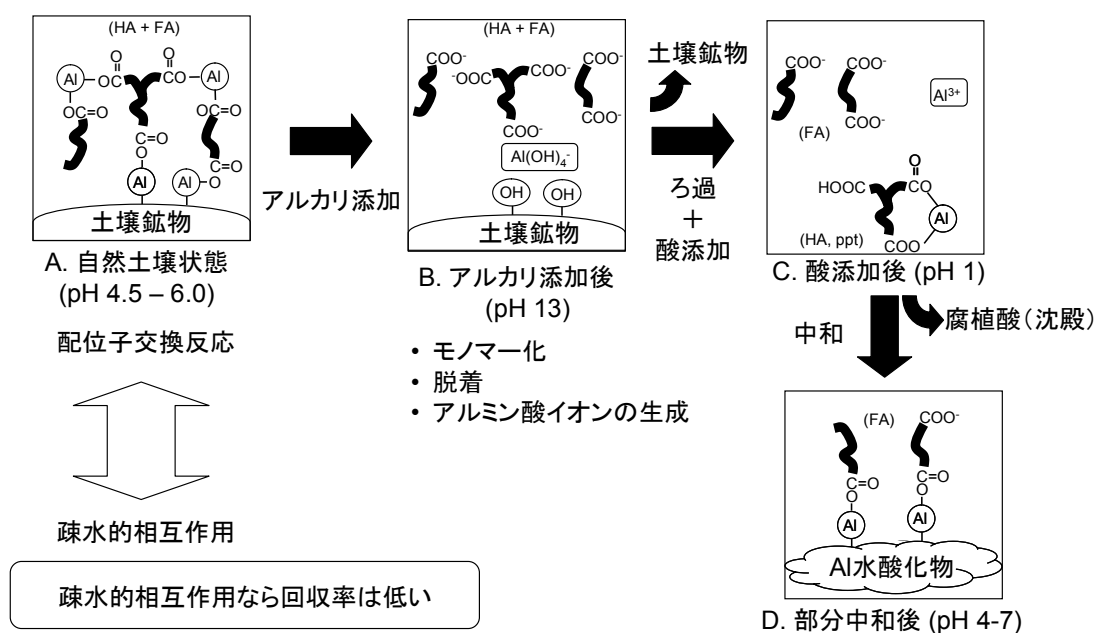 (HA + FA)
O
O
Al
OC
CO
Al
OC=O
OC=O
C=O
O
C
O
O
Al
Al
土壌鉱物
A. 自然土壌状態
(pH 4.5 – 6.0)
配位子交換反応
疎水的相互作用
疎水的相互作用なら回収率は低い
アルカリ添加
(HA + FA)
COO-
-OOC
COO-
COO-
COO-
COO-
Al(OH)4-
OH
OH
土壌鉱物
B. アルカリ添加後
(pH 13)
• モノマー化
• 脱着
• アルミン酸イオンの生成
土壌鉱物
ろ過
+
酸添加
COO-
COO-
COO-
(FA)
Al3+
HOOC
O
CO
Al
COO
(HA, ppt)
C. 酸添加後 (pH 1)
中和
腐植酸(沈殿)
(FA)
COO-
C=O
O
C=O
O
Al
Al
Al水酸化物
D. 部分中和後 (pH 4-7)